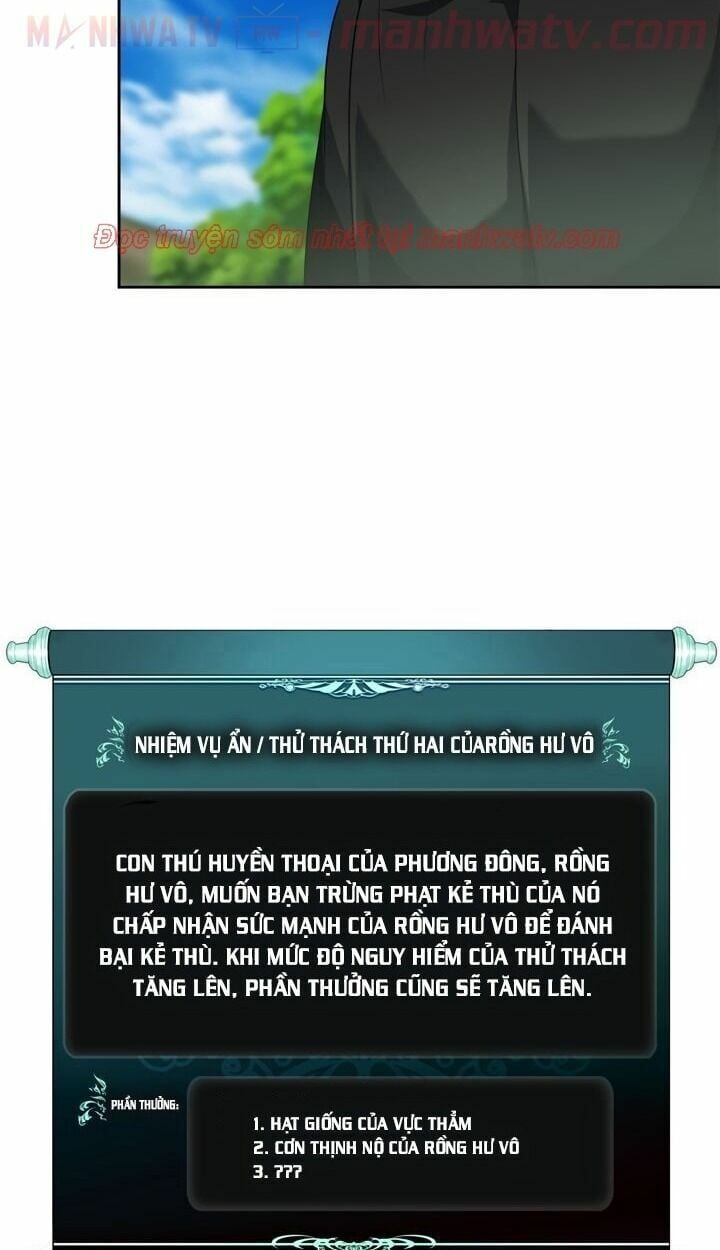 MANHWATV manhwatv.com
Đọc truyện sớm nhất tại manhwatv.com
NHIỆM VỤ ẨN / THỬ THÁCH THỨ HAI CỦARỒNG HƯ VÔ
CON THÚ HUYỀN THOẠI CỦA PHƯƠNG ĐÔNG, RỒNG
HƯ VÔ, MUỐN BẠN TRỪNG PHẠT KẺ THÙ CỦA NÓ
CHẤP NHẬN SỨC MẠNH CỦA RỒNG HƯ VÔ ĐỂ ĐÁNH
BẠI KẺ THÙ. KHI MỨC ĐỘ NGUY HIỂM CỦA THỬ THÁCH
TĂNG LÊN, PHẦN THƯỞNG CŨNG SẼ TĂNG LÊN.
PHẦN THƯỞNG:
1. HẠT GIỐNG CỦA VỰC THẲM
2. CƠN THỊNH NỘ CỦA RỒNG HƯ VÔ
3. ???